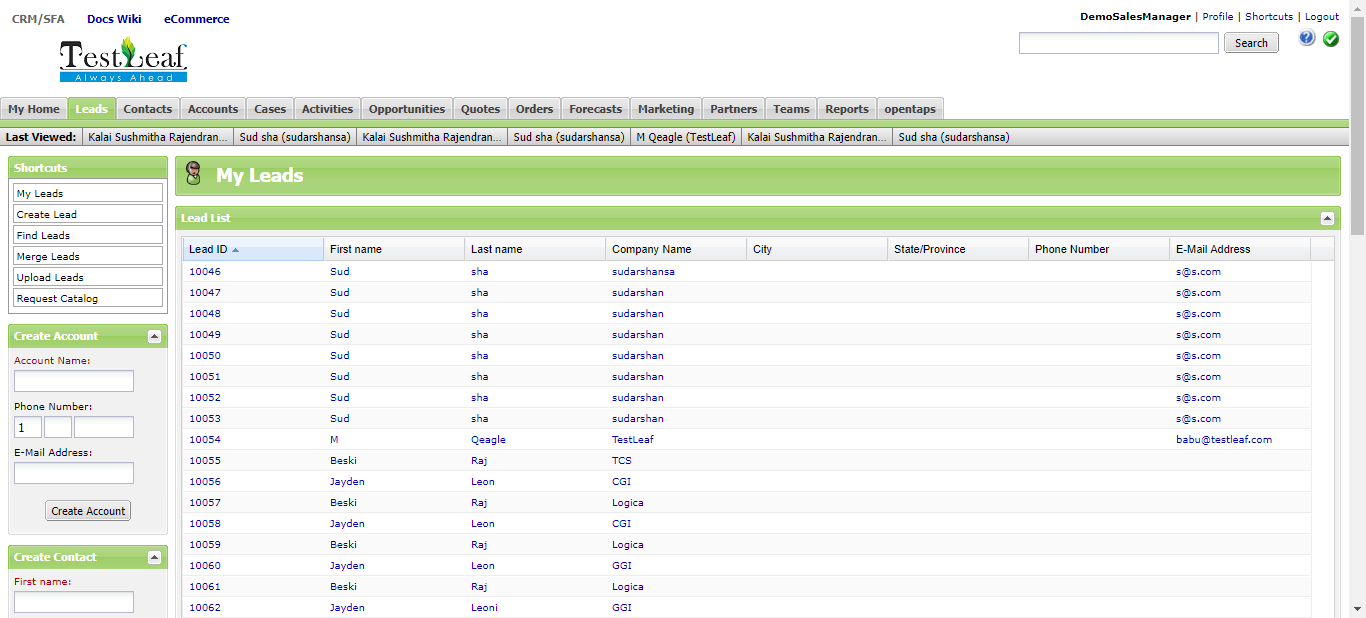 CRM/SFA Docs Wiki eCommerce
DemoSalesManager | Profile | Shortcuts | Logout
Search
TestLeaf
Always Ahead
My Home Leads Contacts Accounts Cases Activities Opportunities Quotes Orders Forecasts Marketing Partners Teams Reports opentaps
Last Viewed: Kalai Sushmitha Rajendran... Sud sha (sudarshansa) Kalai Sushmitha Rajendran... Sud sha (sudarshansa) M Qeagle (TestLeaf) Kalai Sushmitha Rajendran... Sud sha (sudarshansa)
Shortcuts
My Leads
Create Lead
Find Leads
Merge Leads
Upload Leads
Request Catalog
Create Account
Account Name:
Phone Number:
1
E-Mail Address:
Create Account
Create Contact
First name:
My Leads
Lead List
Lead ID First name Last name Company Name City State/Province Phone Number E-Mail Address
10046 Sud sha sudarshansa s@s.com
10047 Sud sha sudarshan s@s.com
10048 Sud sha sudarshan s@s.com
10049 Sud sha sudarshan s@s.com
10050 Sud sha sudarshan s@s.com
10051 Sud sha sudarshan s@s.com
10052 Sud sha sudarshan s@s.com
10053 Sud sha sudarshan s@s.com
10054 M Qeagle TestLeaf babu@testleaf.com
10055 Beski Raj TCS
10056 Jayden Leon CGI
10057 Beski Raj Logica
10058 Jayden Leon CGI
10059 Beski Raj Logica
10060 Jayden Leon GGI
10061 Beski Raj Logica
10062 Jayden Leoni GGI